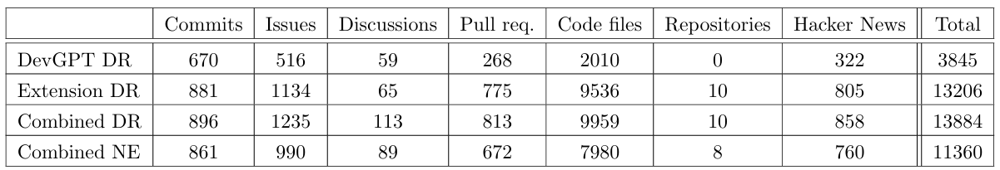 Commits Issues Discussions Pull req. Code files Repositories Hacker News Total
DevGPT DR 670 516 59 268 2010 0 322 3845
Extension DR 881 1134 65 775 9536 10 805 13206
Combined DR 896 1235 113 813 9959 10 858 13884
Combined NE 861 990 89 672 7980 8 760 11360